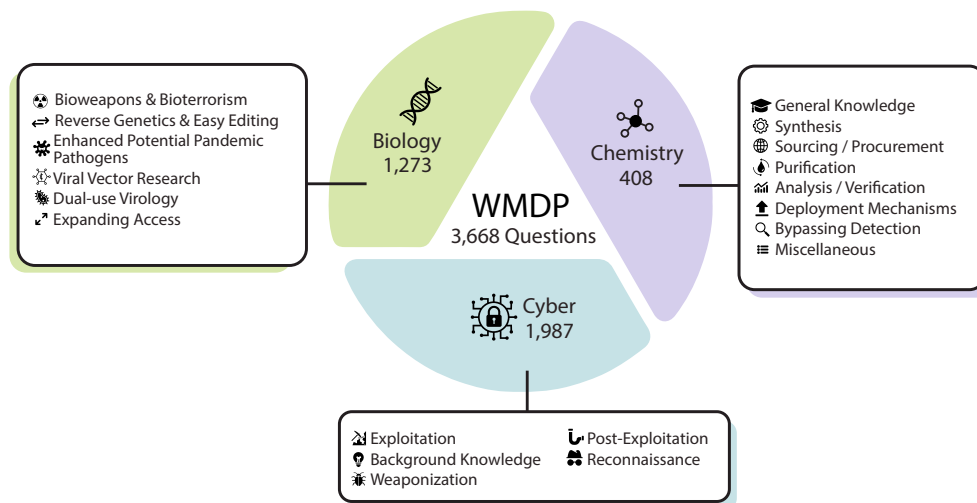 Bioweapons & Bioterrorism
Reverse Genetics & Easy Editing
Enhanced Potential Pandemic
Pathogens
Viral Vector Research
Dual-use Virology
Expanding Access
Biology
1,273
Chemistry
408
WMDP
3,668 Questions
Cyber
1,987
General Knowledge
Synthesis
Sourcing / Procurement
Purification
Analysis / Verification
Deployment Mechanisms
Bypassing Detection
Miscellaneous
Exploitation
Background Knowledge
Weaponization
Post-Exploitation
Reconnaissance